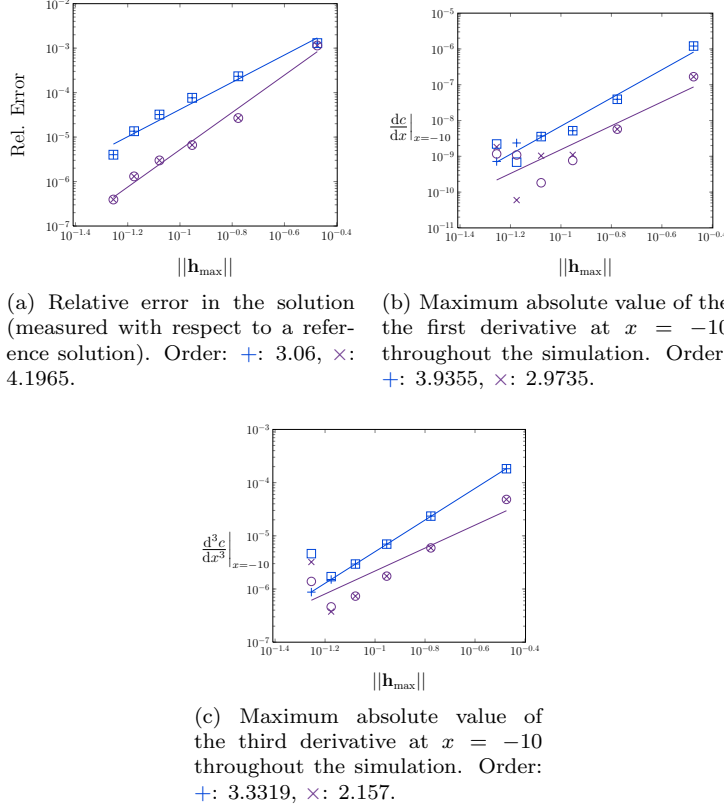 10^−2
10^−3
10^−4
10^−5
10^−6
10^−7
Rel. Error
10^−1.4 10^−1.2 10^−1 10^−0.8 10^−0.6 10^−0.4
||h_max||
(a) Relative error in the solution
(measured with respect to a refer-
ence solution). Order: +: 3.06, ×:
4.1965.
10^−5
10^−6
10^−7
10^−8
10^−9
10^−10
10^−11
dc/dx|_x=−10
10^−1.4 10^−1.2 10^−1 10^−0.8 10^−0.6 10^−0.4
||h_max||
(b) Maximum absolute value of the
the first derivative at x = −10
throughout the simulation. Order
+: 3.9355, ×: 2.9735.
10^−3
10^−4
10^−5
10^−6
10^−7
d^3c/dx^3|_x=−10
10^−1.4 10^−1.2 10^−1 10^−0.8 10^−0.6 10^−0.4
||h_max||
(c) Maximum absolute value of
the third derivative at x = −10
throughout the simulation. Order:
+: 3.3319, ×: 2.157.